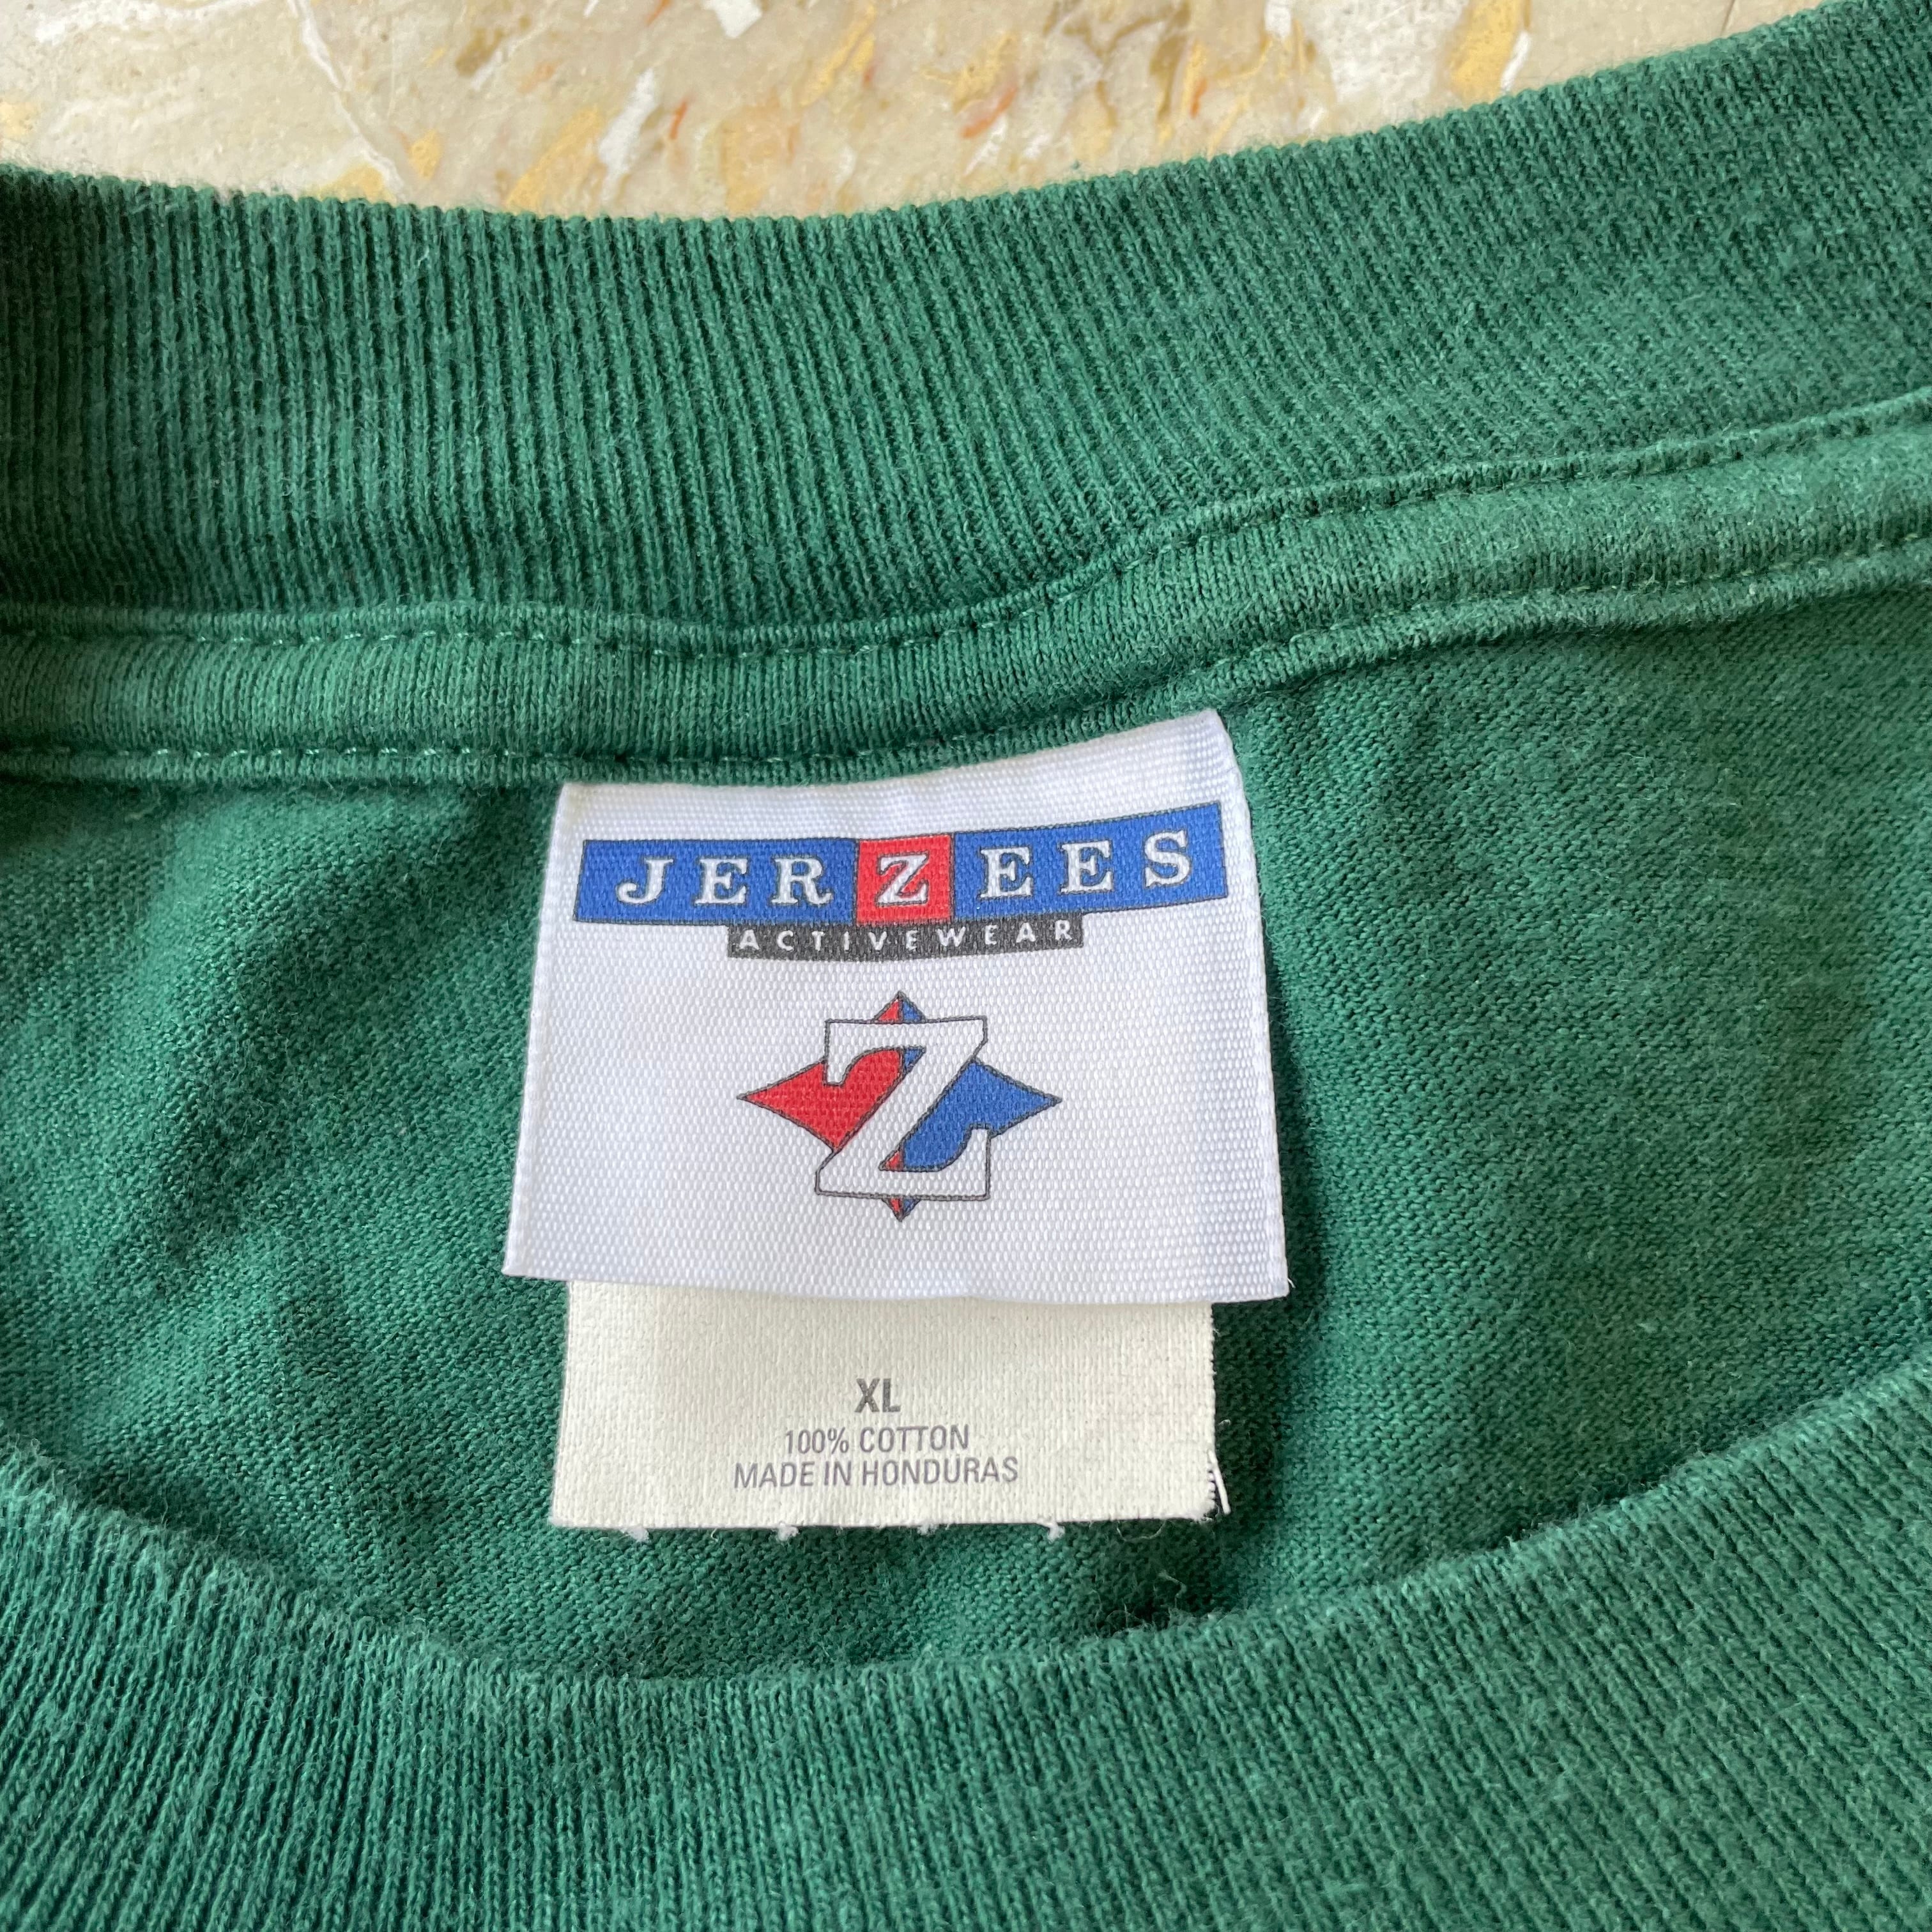 JERZEES
ACTIVEWEAR
Z
XL
100% COTTON
MADE IN HONDURAS